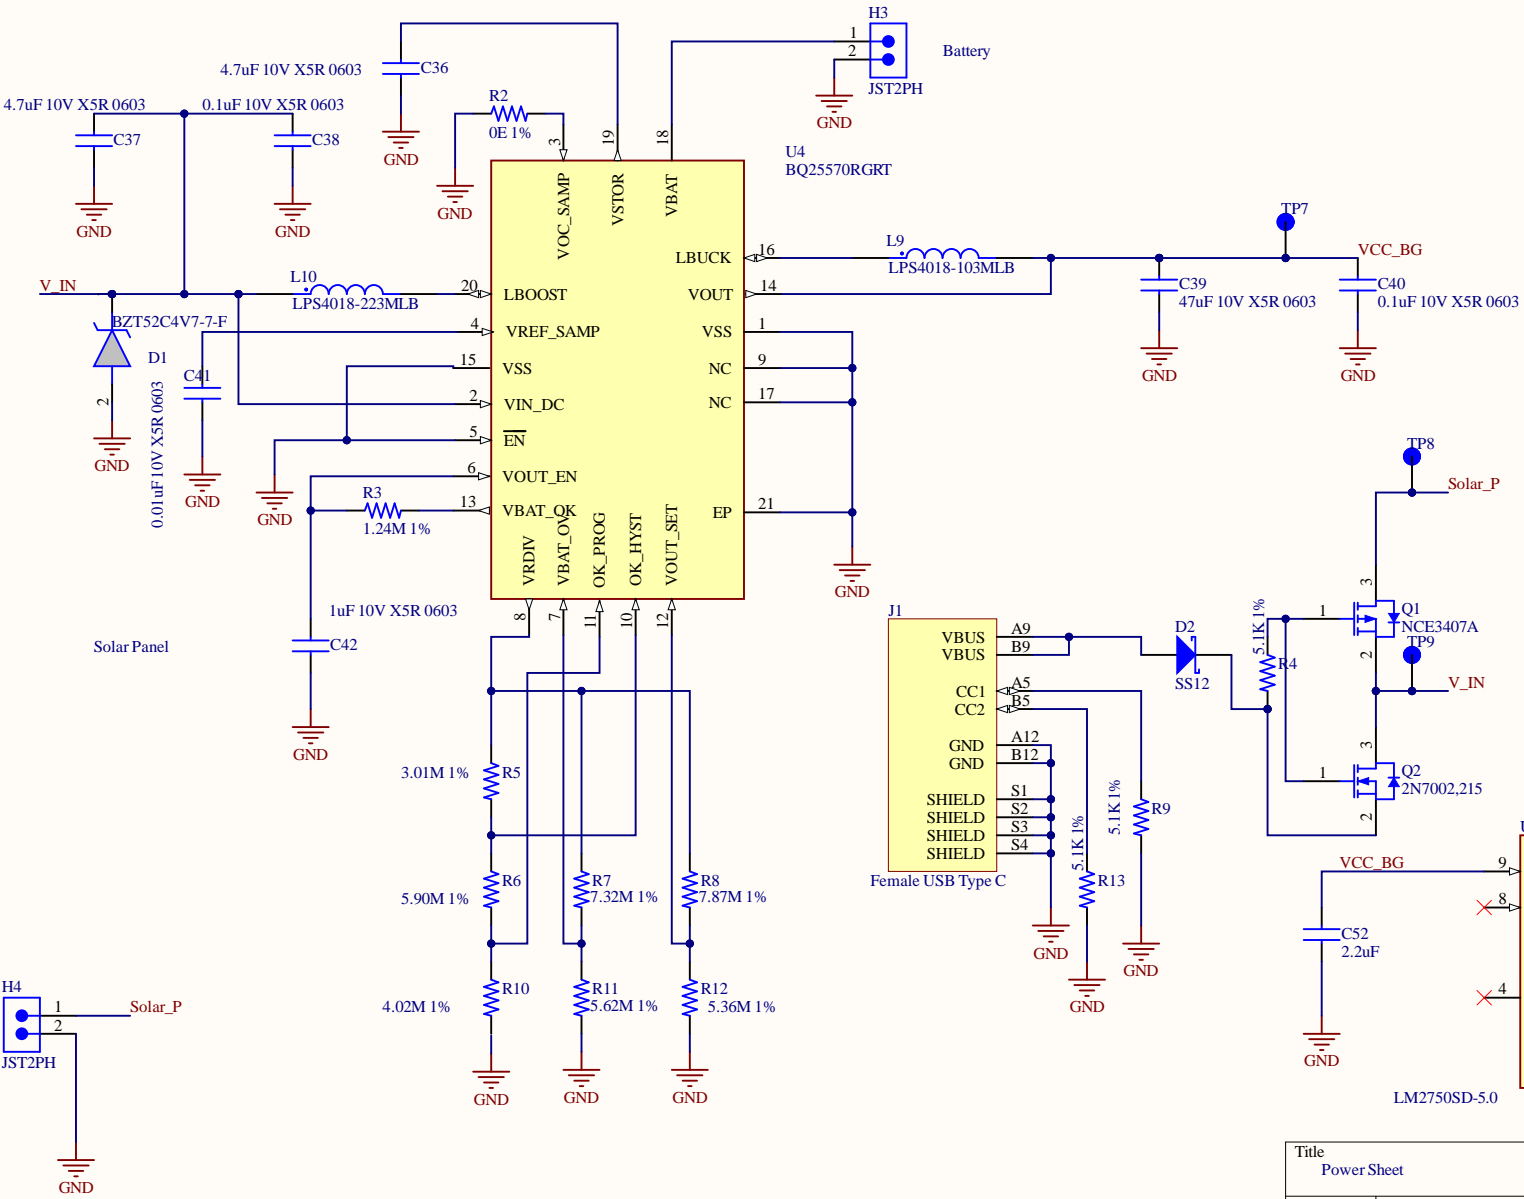 H3
1
2
Battery
JST2PH
GND
4.7uF 10V X5R 0603
C36
GND
4.7uF 10V X5R 0603
0.1uF 10V X5R 0603
C37
C38
GND
GND
R2
0E 1%
GND
3
19
18
U4
BQ25570RGRT
VOC_SAMP
VSTOR
VBAT
V_IN
L10
LPS4018-223MLB
20
LBOOST
4
VREF_SAMP
15
VSS
2
VIN_DC
5
EN
6
VOUT_EN
13
VBAT_OK
LBUCK
16
VOUT
14
VSS
1
NC
9
NC
17
EP
21
GND
L9
LPS4018-103MLB
TP7
VCC_BG
C39
47uF 10V X5R 0603
GND
C40
0.1uF 10V X5R 0603
GND
BZT52C4V7-7-F
D1
2
GND
C41
0.01uF 10V X5R 0603
GND
GND
R3
1.24M 1%
VRDIV
VBAT_OV
OK_PROG
OK_HYST
VOUT_SET
8
7
11
10
12
1uF 10V X5R 0603
C42
GND
Solar Panel
3.01M 1%
R5
5.90M 1%
R6
R7
7.32M 1%
R8
7.87M 1%
4.02M 1%
R10
R11
5.62M 1%
R12
5.36M 1%
GND
GND
GND
H4
1
2
Solar_P
JST2PH
GND
J1
VBUS
A9
VBUS
B9
CC1
A5
CC2
B5
GND
A12
GND
B12
SHIELD
S1
SHIELD
S2
SHIELD
S3
SHIELD
S4
Female USB Type C
GND
5.1K 1%
R13
GND
5.1K 1%
R9
GND
D2
SS12
5.1K 1%
R4
TP8
Solar_P
3
1
Q1
NCE3407A
2
TP9
V_IN
3
1
Q2
2N7002,215
2
VCC_BG
9
8
4
C52
2.2uF
GND
LM2750SD-5.0
Title
Power Sheet